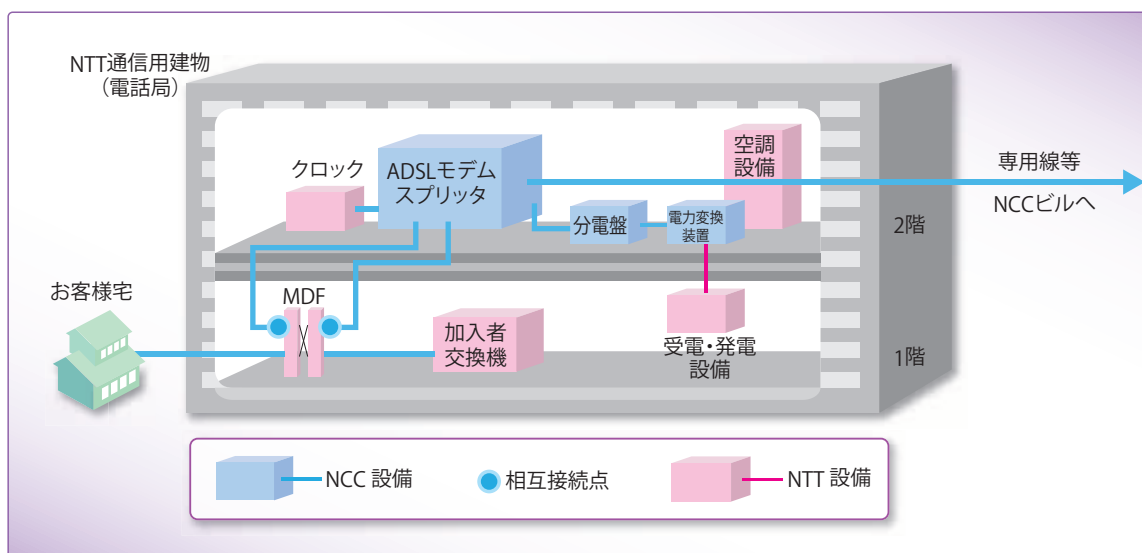 NTT通信用建物
（電話局）
クロック
ADSLモデム
スプリッタ
空調
設備
専用線等
NCCビルへ
分電盤
電力変換
装置
2階
お客様宅
MDF
加入者
交換機
受電・発電
設備
1階
NCC 設備
相互接続点
NTT 設備